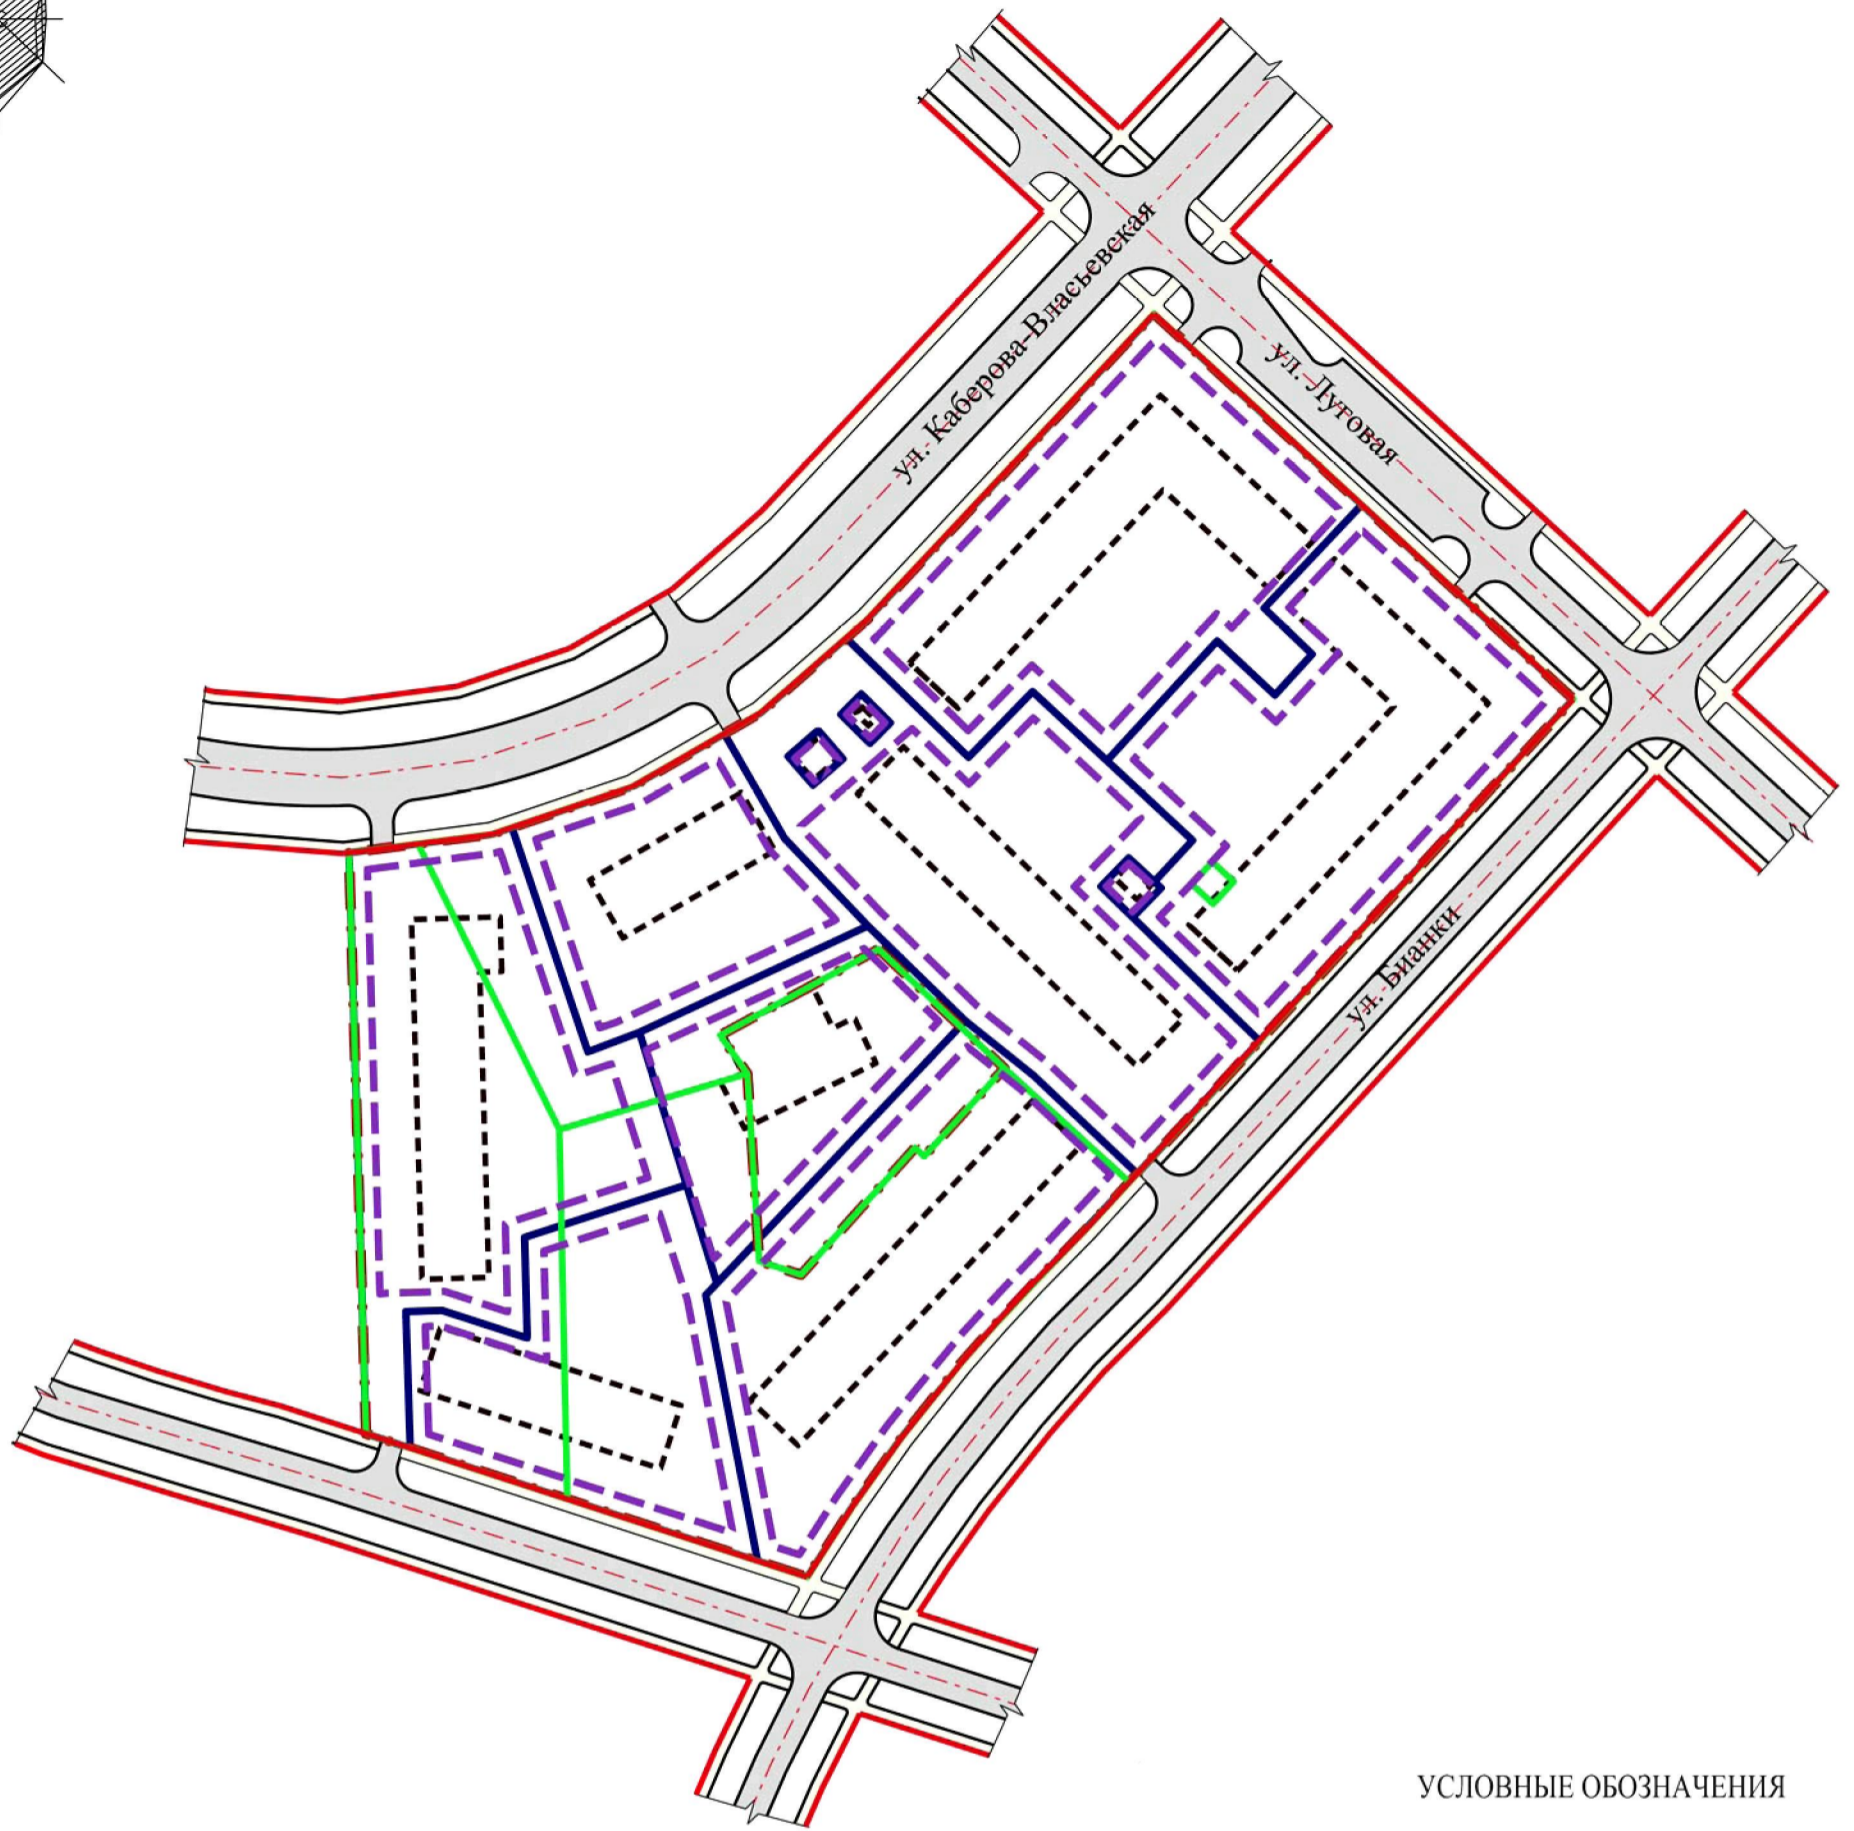 ул. Каберова-Власьевская
ул. Луговая
ул. Бианки
УСЛОВНЫЕ ОБОЗНАЧЕНИЯ